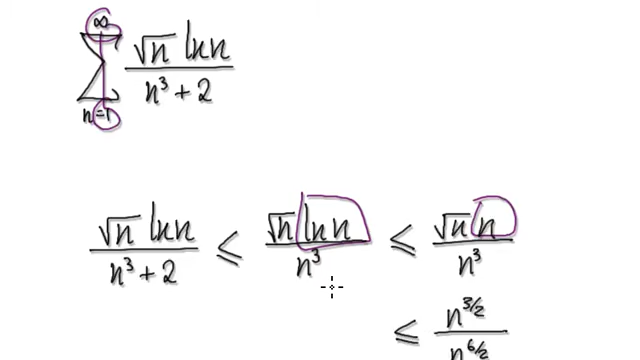 ∞
∑ √n ln n / (n³ + 2)
n=1
√n ln n / (n³ + 2) ≤ √n ln n / n³ ≤ √n n / n³
≤ n^(3/2) / n^(6/2)